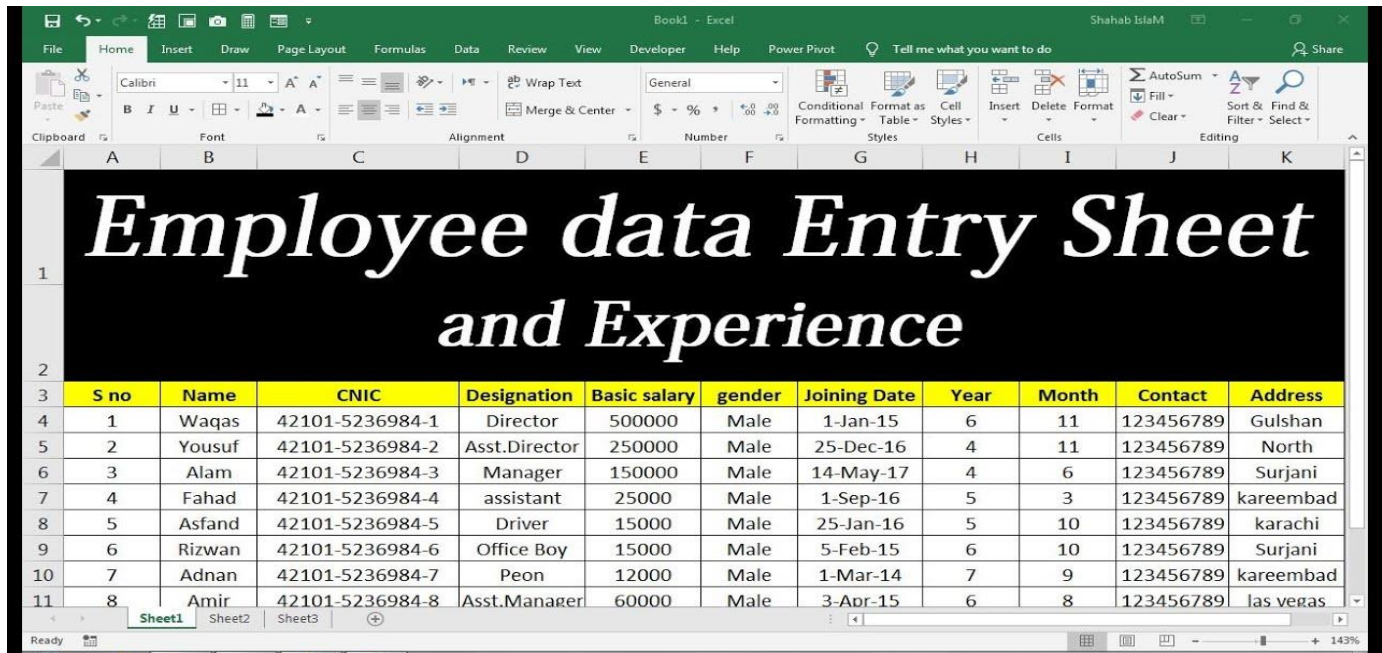 Book1 - Excel
Shahab IslaM
File Home Insert Draw Page Layout Formulas Data Review View Developer Help Power Pivot Tell me what you want to do Share
Paste Calibri 11 A A Wrap Text General Conditional Format as Cell Insert Delete Format AutoSum Sort & Find &
B I U A Merge & Center $ % , Formatting Table Styles Fill Filter Select
Clear
Clipboard Font Alignment Number Styles Cells Editing
A B C D E F G H I J K
1 Employee data Entry Sheet
2 and Experience
3 S no Name CNIC Designation Basic salary gender Joining Date Year Month Contact Address
4 1 Waqas 42101-5236984-1 Director 500000 Male 1-Jan-15 6 11 123456789 Gulshan
5 2 Yousuf 42101-5236984-2 Asst.Director 250000 Male 25-Dec-16 4 11 123456789 North
6 3 Alam 42101-5236984-3 Manager 150000 Male 14-May-17 4 6 123456789 Surjani
7 4 Fahad 42101-5236984-4 assistant 25000 Male 1-Sep-16 5 3 123456789 kareembad
8 5 Asfand 42101-5236984-5 Driver 15000 Male 25-Jan-16 5 10 123456789 karachi
9 6 Rizwan 42101-5236984-6 Office Boy 15000 Male 5-Feb-15 6 10 123456789 Surjani
10 7 Adnan 42101-5236984-7 Peon 12000 Male 1-Mar-14 7 9 123456789 kareembad
11 8 Amir 42101-5236984-8 Asst.Manager 60000 Male 3-Apr-15 6 8 123456789 las vegas
Sheet1 Sheet2 Sheet3
Ready 143%